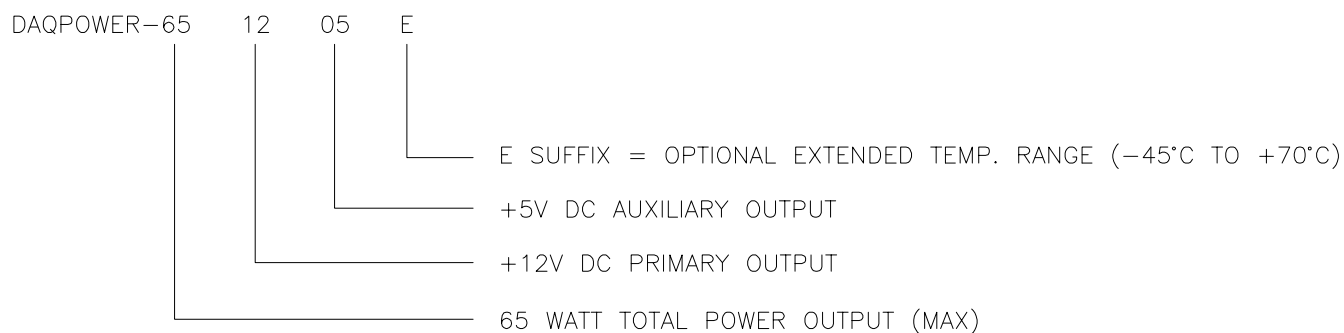 DAQPOWER-65 12 05 E
E SUFFIX = OPTIONAL EXTENDED TEMP. RANGE (-45°C TO +70°C)
+5V DC AUXILIARY OUTPUT
+12V DC PRIMARY OUTPUT
65 WATT TOTAL POWER OUTPUT (MAX)